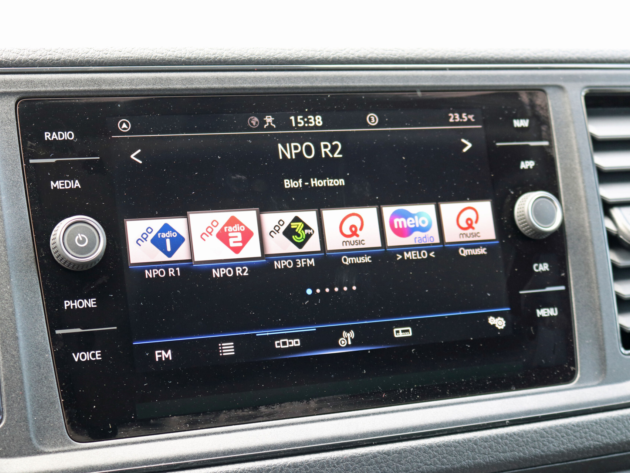 RADIO
MEDIA
PHONE
VOICE
15:38
3
23.5°C
NPO R2
Blof - Horizon
npo radio 1
npo radio 2
npo 3FM
Q MUSIC
melo radio
Q MUSIC
NPO R1
NPO R2
NPO 3FM
Qmusic
> MELO <
Qmusic
FM
NAV
APP
CAR
MENU